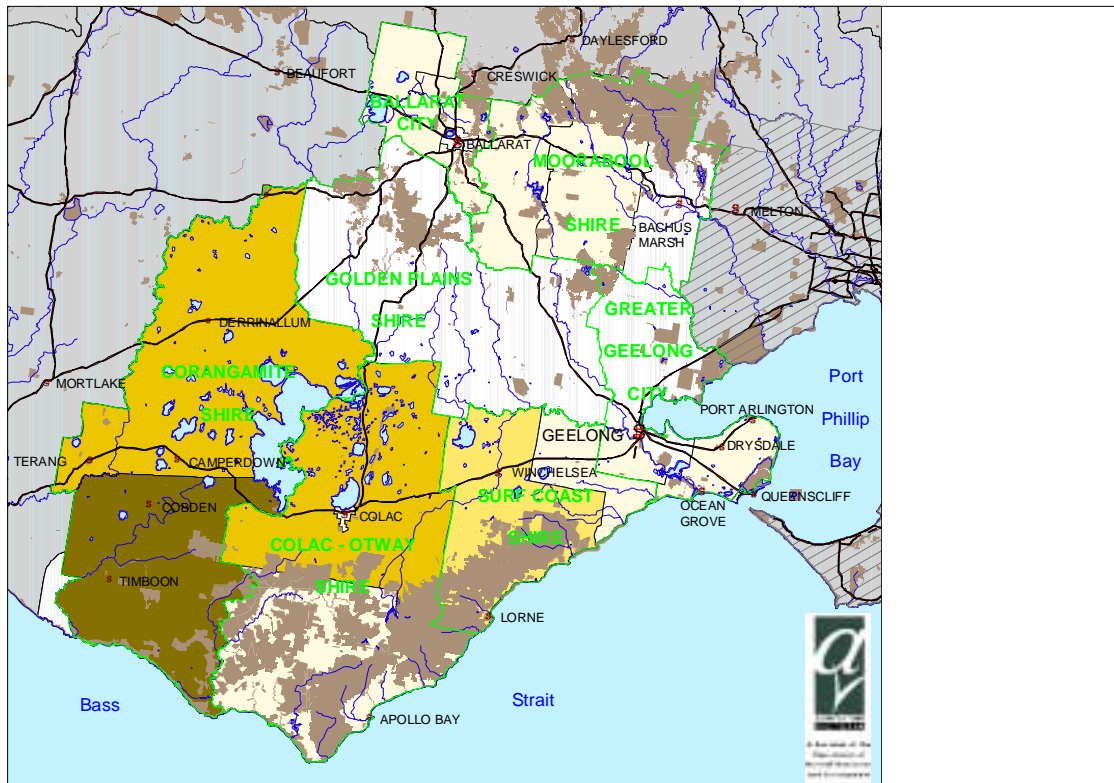 DAYLESFORD
BEAUFORT
CRESWICK
BALLARAT
CITY
BALLARAT
MOORABOOL
SHIRE
BACHUS
MARSH
MELTON
GOLDEN PLAINS
SHIRE
GREATER
GEELONG
CITY
DERRINALLUM
MORTLAKE
CORANGAMITE
SHIRE
Port
Phillip
Bay
PORT ARLINGTON
GEELONG
DRYSDALE
TERANG
CAMPERDOWN
WINCHELSEA
QUEENSCLIFF
OCEAN
GROVE
SURF COAST
SHIRE
COBDEN
COLAC
COLAC - OTWAY
SHIRE
TIMBOON
LORNE
Bass
Strait
APOLLO BAY